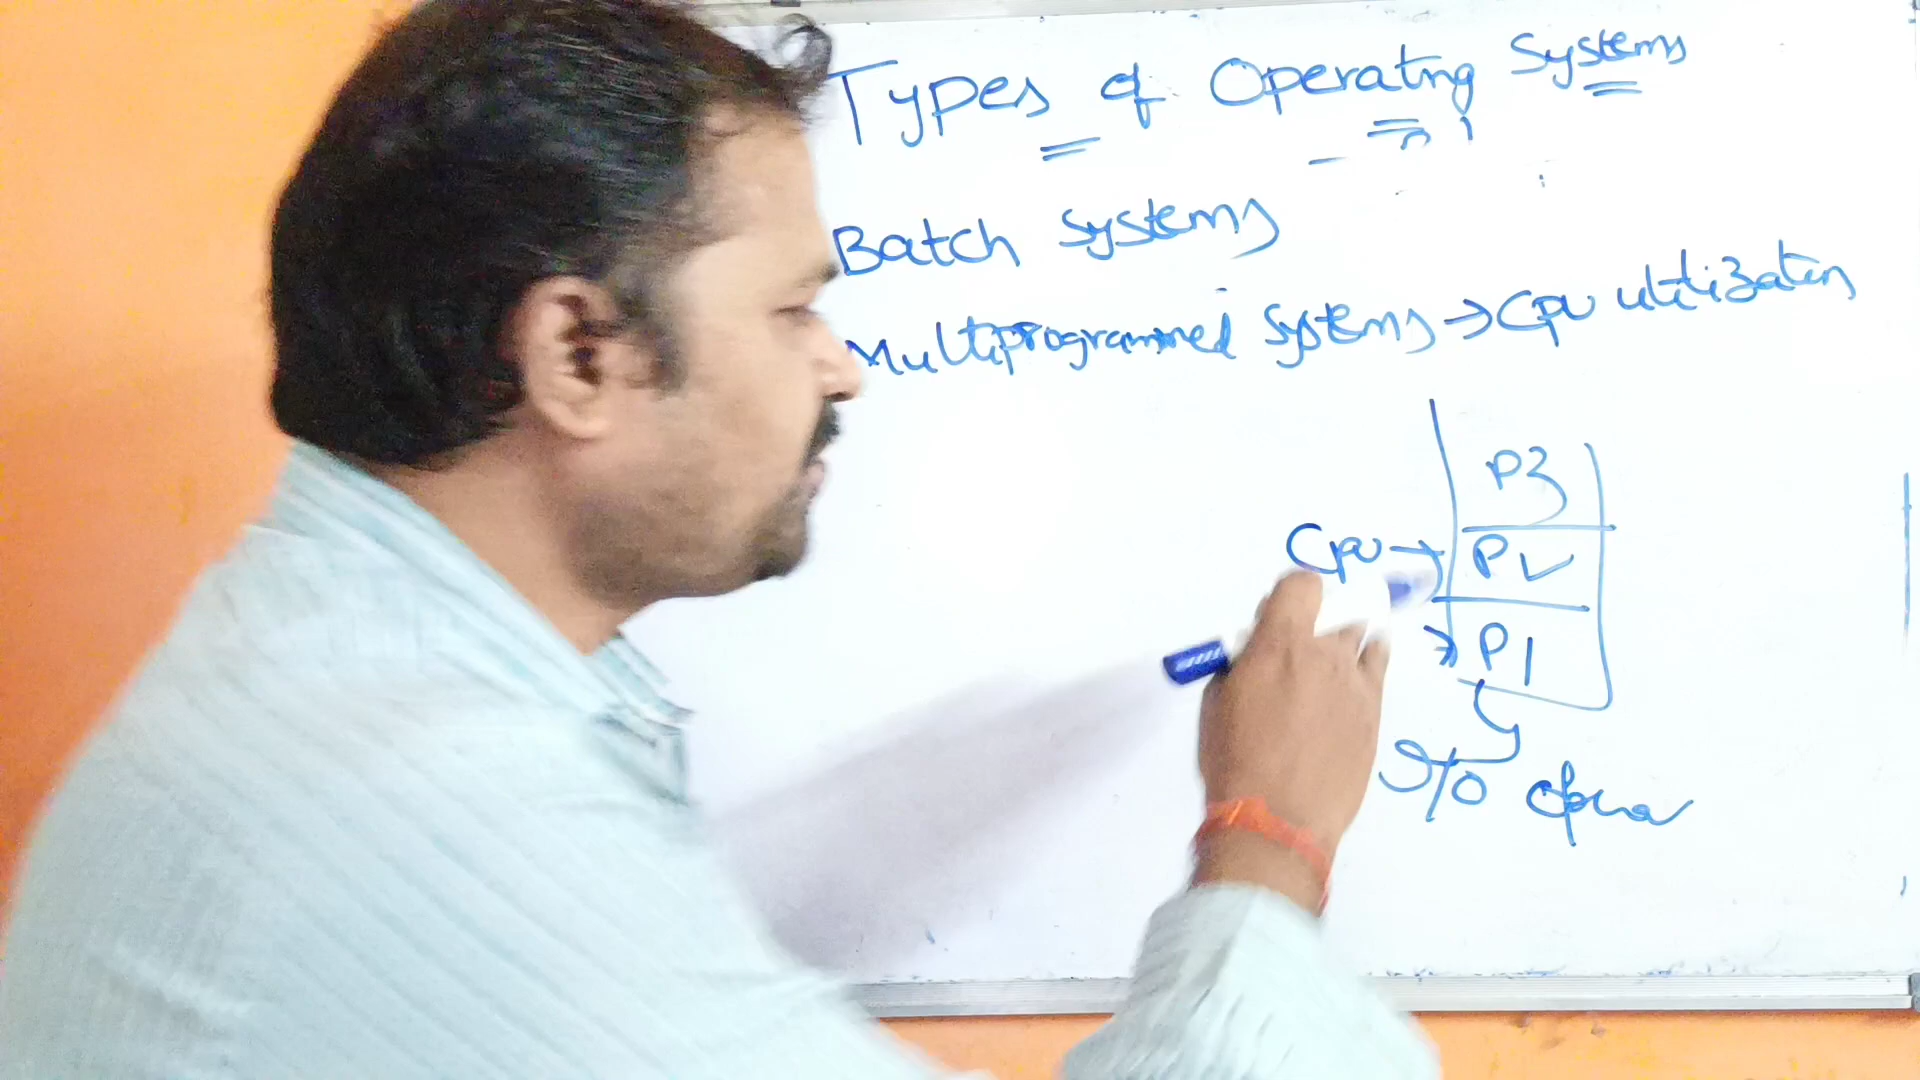 Types of Operating Systems
Batch Systems
Multiprogrammed Systems → CPU utilization
P3
CPU → P2
→ P1
I/O